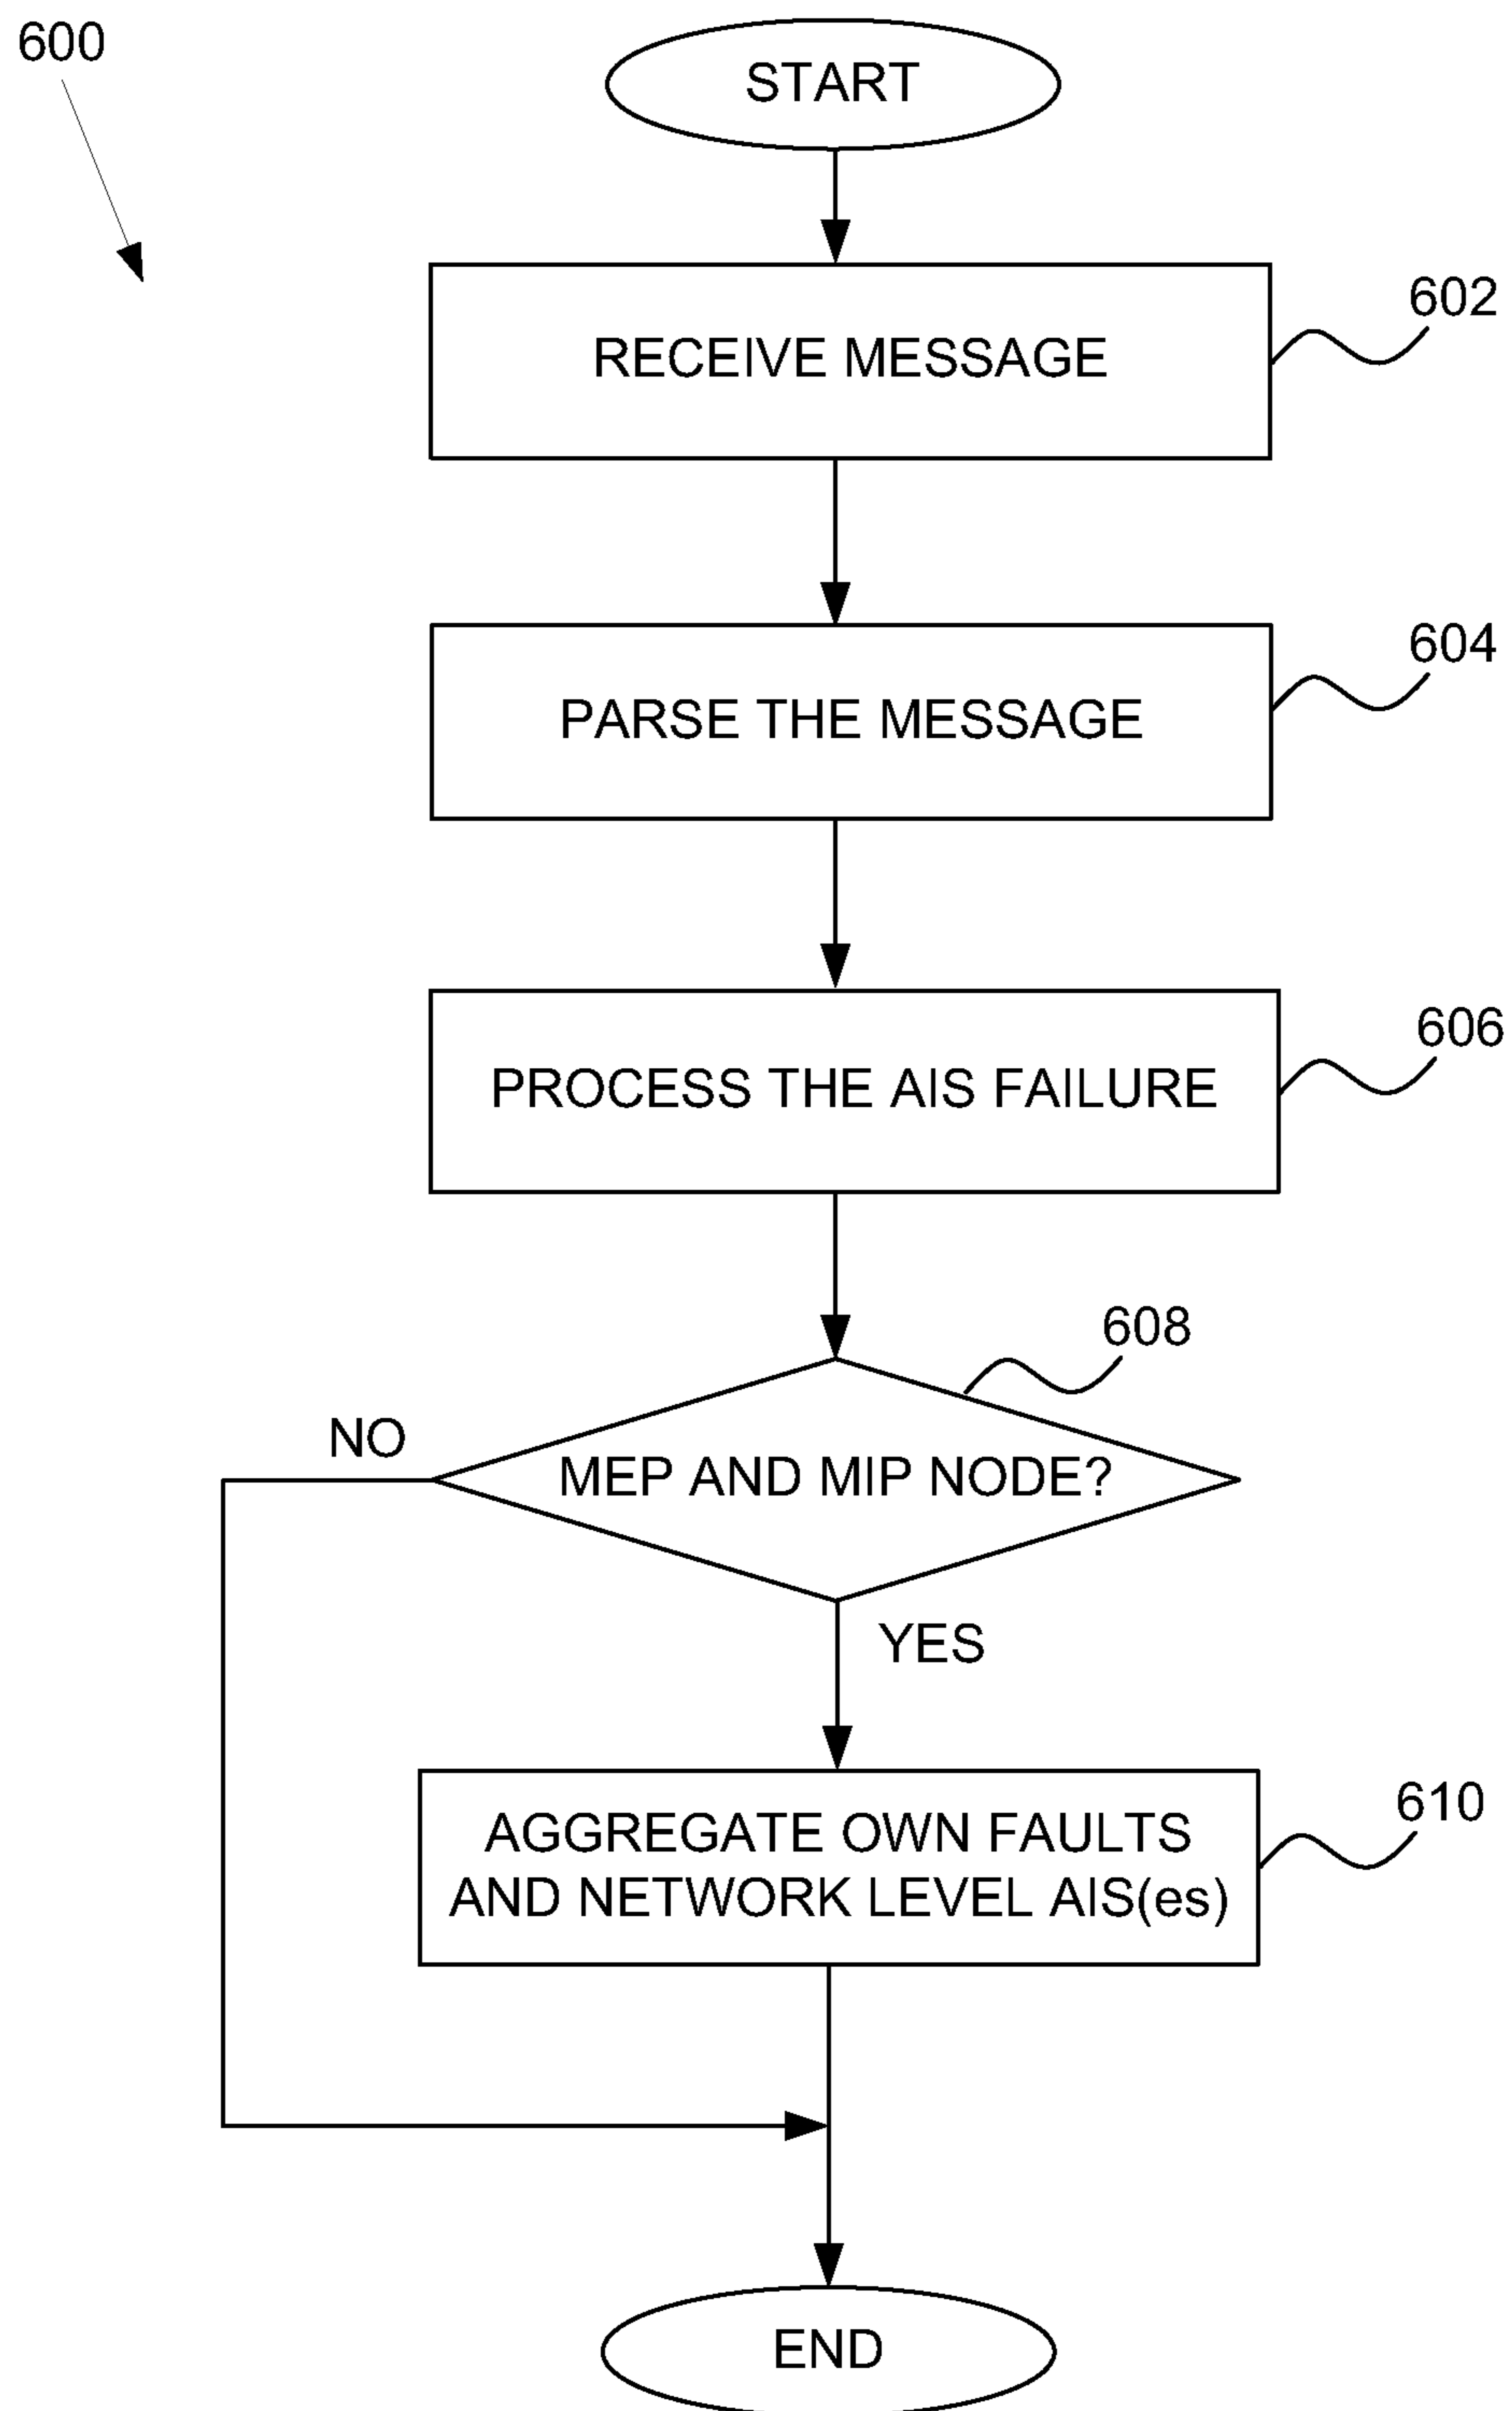 600
START
RECEIVE MESSAGE
602
PARSE THE MESSAGE
604
PROCESS THE AIS FAILURE
606
608
NO
MEP AND MIP NODE?
YES
AGGREGATE OWN FAULTS
AND NETWORK LEVEL AIS(es)
610
END